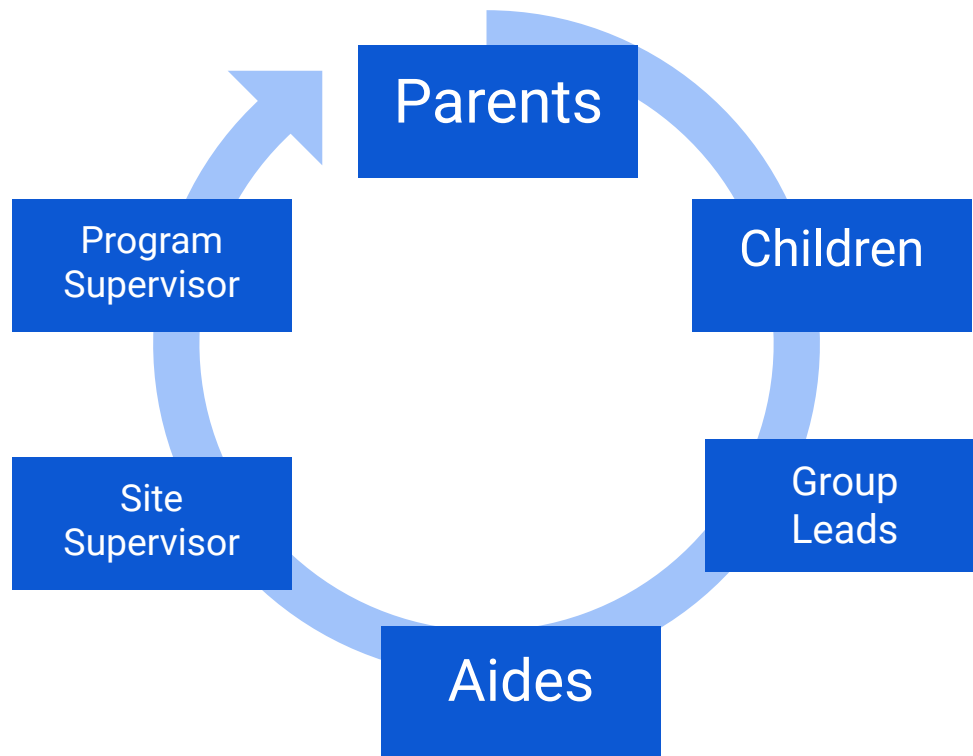 Parents
Children
Group
Leads
Aides
Site
Supervisor
Program
Supervisor